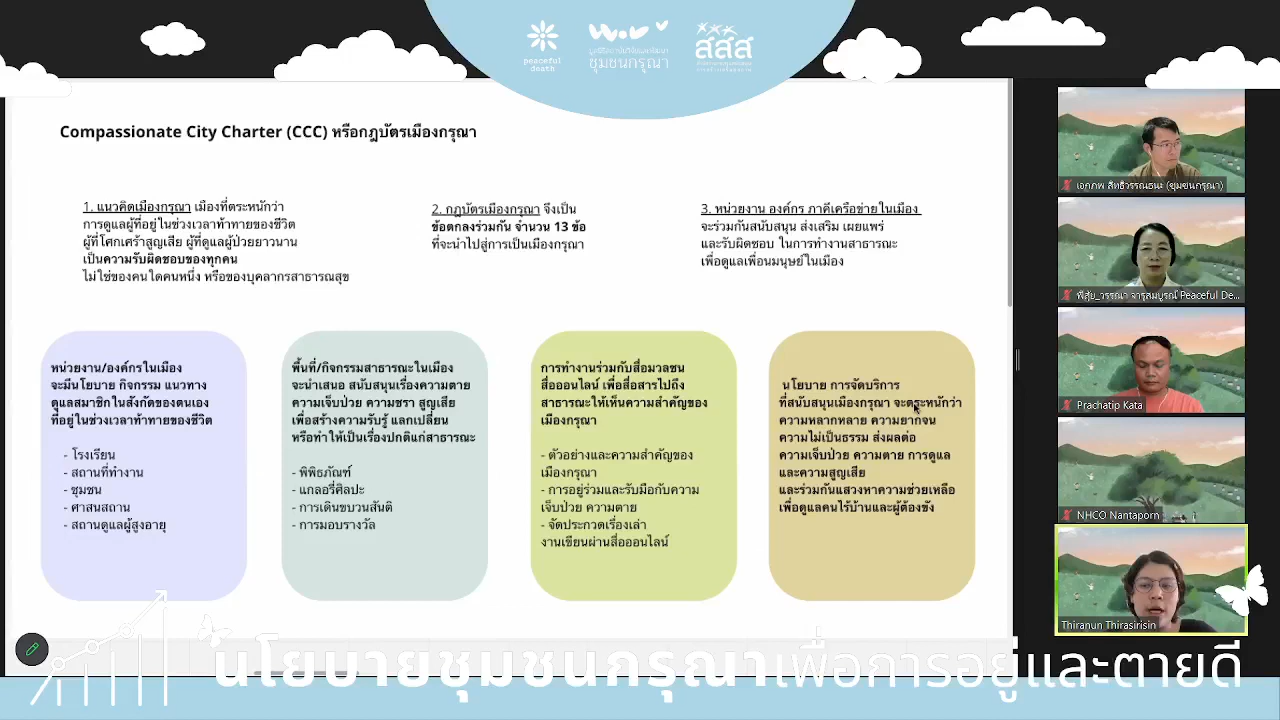 peaceful
death
ชุมชนกรุณา
สสส
Compassionate City Charter (CCC) หรือกฎบัตรเมืองกรุณา
1. แนวคิดเมืองกรุณา เมืองที่ตระหนักว่า
การดูแลผู้ที่อยู่ในช่วงเวลาท้าทายของชีวิต
ผู้ที่โศกเศร้าสูญเสีย ผู้ที่ดูแลผู้ป่วยยาวนาน
เป็นความรับผิดชอบของทุกคน
ไม่ใช่ของคนใดคนหนึ่ง หรือของบุคลากรสาธารณสุข
2. กฎบัตรเมืองกรุณา จึงเป็น
ข้อตกลงร่วมกัน จำนวน 13 ข้อ
ที่จะนำไปสู่การเป็นเมืองกรุณา
3. หน่วยงาน องค์กร ภาคีเครือข่ายในเมือง
จะร่วมกันสนับสนุน ส่งเสริม เผยแพร่
และรับผิดชอบ ในการทำงานสาธารณะ
เพื่อดูแลเพื่อนมนุษย์ในเมือง
หน่วยงาน/องค์กรในเมือง
จะมีนโยบาย กิจกรรม แนวทาง
ดูแลสมาชิกในสังกัดของตนเอง
ที่อยู่ในช่วงเวลาท้าทายของชีวิต
- โรงเรียน
- สถานที่ทำงาน
- ชุมชน
- ศาสนสถาน
- สถานดูแลผู้สูงอายุ
พื้นที่/กิจกรรมสาธารณะในเมือง
จะนำเสนอ สนับสนุนเรื่องความตาย
ความเจ็บป่วย ความชรา สูญเสีย
เพื่อสร้างความรับรู้ แลกเปลี่ยน
หรือทำให้เป็นเรื่องปกติแก่สาธารณะ
- พิพิธภัณฑ์
- แกลอรี่ศิลปะ
- การเดินขบวนสันติ
- การมอบรางวัล
การทำงานร่วมกับสื่อมวลชน
สื่อออนไลน์ เพื่อสื่อสารไปถึง
สาธารณะให้เห็นความสำคัญของ
เมืองกรุณา
- ตัวอย่างและความสำคัญของ
เมืองกรุณา
- การอยู่ร่วมและรับมือกับความ
เจ็บป่วย ความตาย
- จัดประกวดเรื่องเล่า
งานเขียนผ่านสื่อออนไลน์
นโยบาย การจัดบริการ
ที่สนับสนุนเมืองกรุณา จะตระหนักว่า
ความหลากหลาย ความยากจน
ความไม่เป็นธรรม ส่งผลต่อ
ความเจ็บป่วย ความตาย การดูแล
และความสูญเสีย
และร่วมกันแสวงหาความช่วยเหลือ
เพื่อดูแลคนไร้บ้านและผู้ต้องขัง
เอกภพ สิทธิวรรณธนะ (ชุมชนกรุณา)
พี่สุ้ย_วรรณา จารุสมบูรณ์ Peaceful De...
Prachatip Kata
NHCO Nantaporn
Thiranun Thirasirisin
นโยบายชุมชนกรุณาเพื่อการอยู่และตายดี